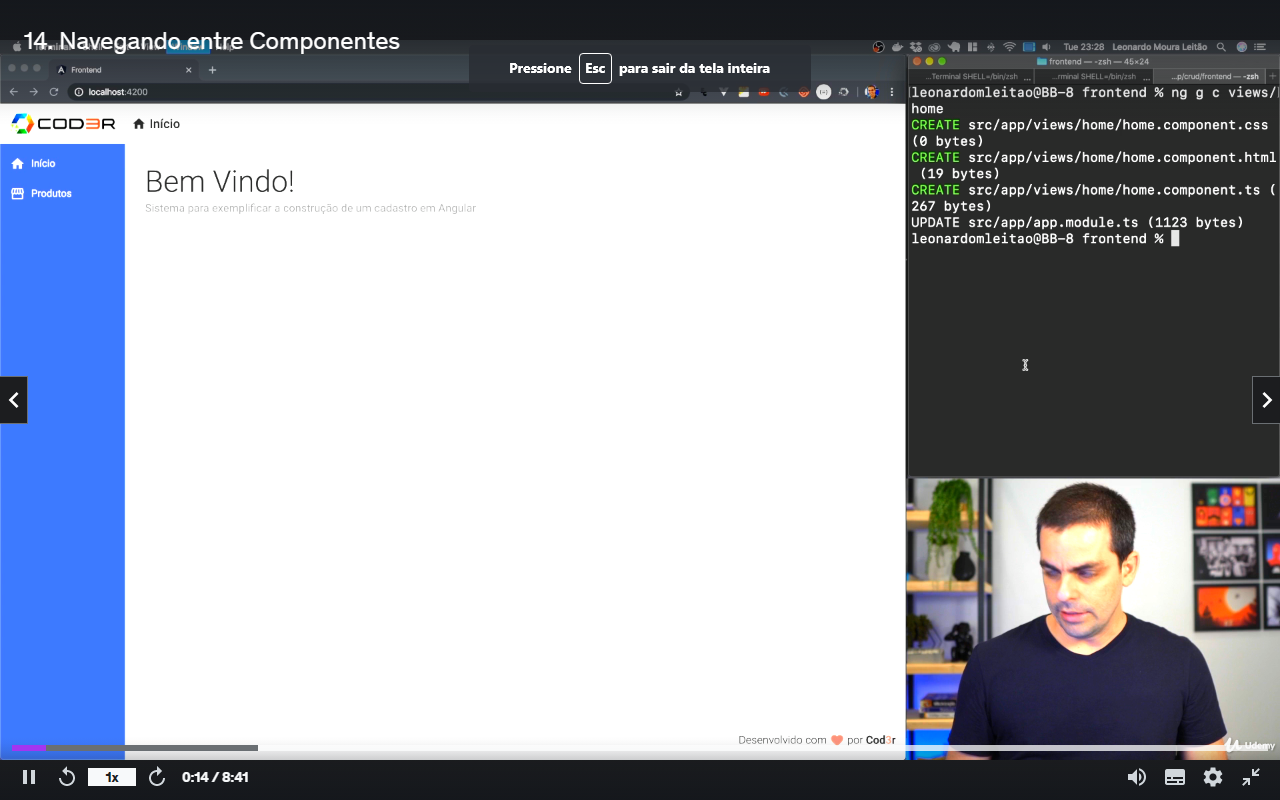 14. Navegando entre Componentes
Tue 23:28 Leonardo Moura Leitão
Pressione Esc para sair da tela inteira
Frontend
localhost:4200
COD3R
Início
Início
Produtos
Bem Vindo!
Sistema para exemplificar a construção de um cadastro em Angular
Desenvolvido com por Cod3r
frontend — -zsh — 45×24
...Terminal SHELL=/bin/zsh ... ...rminal SHELL=/bin/zsh ... ...p/crud/frontend — -zsh
leonardomleitao@BB-8 frontend % ng g c views/
home
CREATE src/app/views/home/home.component.css
(0 bytes)
CREATE src/app/views/home/home.component.html
(19 bytes)
CREATE src/app/views/home/home.component.ts (
267 bytes)
UPDATE src/app/app.module.ts (1123 bytes)
leonardomleitao@BB-8 frontend %
Udemy
1x
0:14 / 8:41